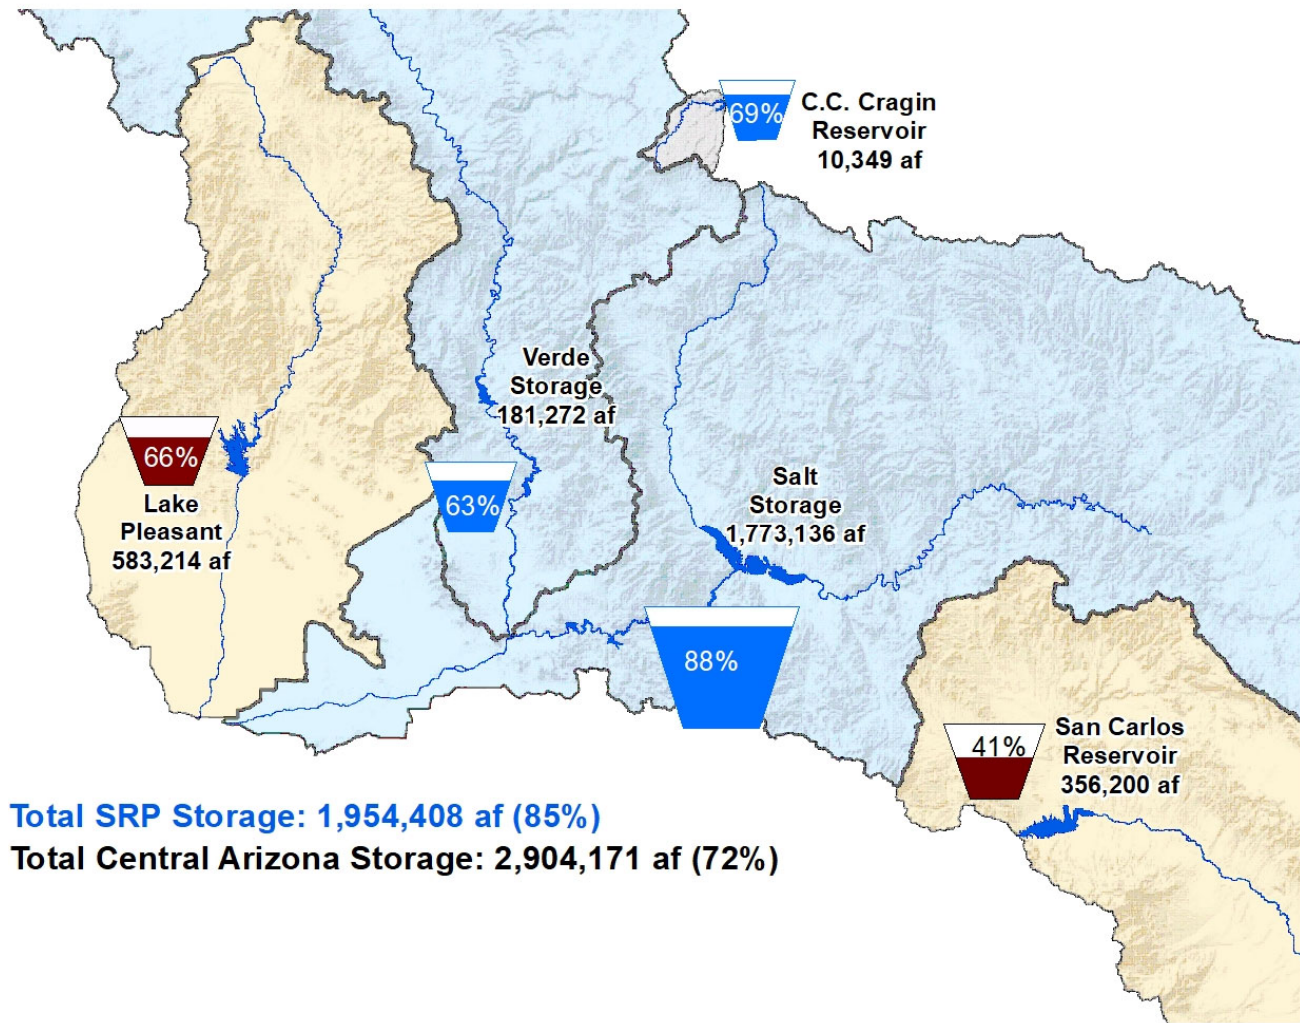 69%
C.C. Cragin
Reservoir
10,349 af
Verde
Storage
181,272 af
66%
Lake
Pleasant
583,214 af
63%
Salt
Storage
1,773,136 af
88%
41%
San Carlos
Reservoir
356,200 af
Total SRP Storage: 1,954,408 af (85%)
Total Central Arizona Storage: 2,904,171 af (72%)